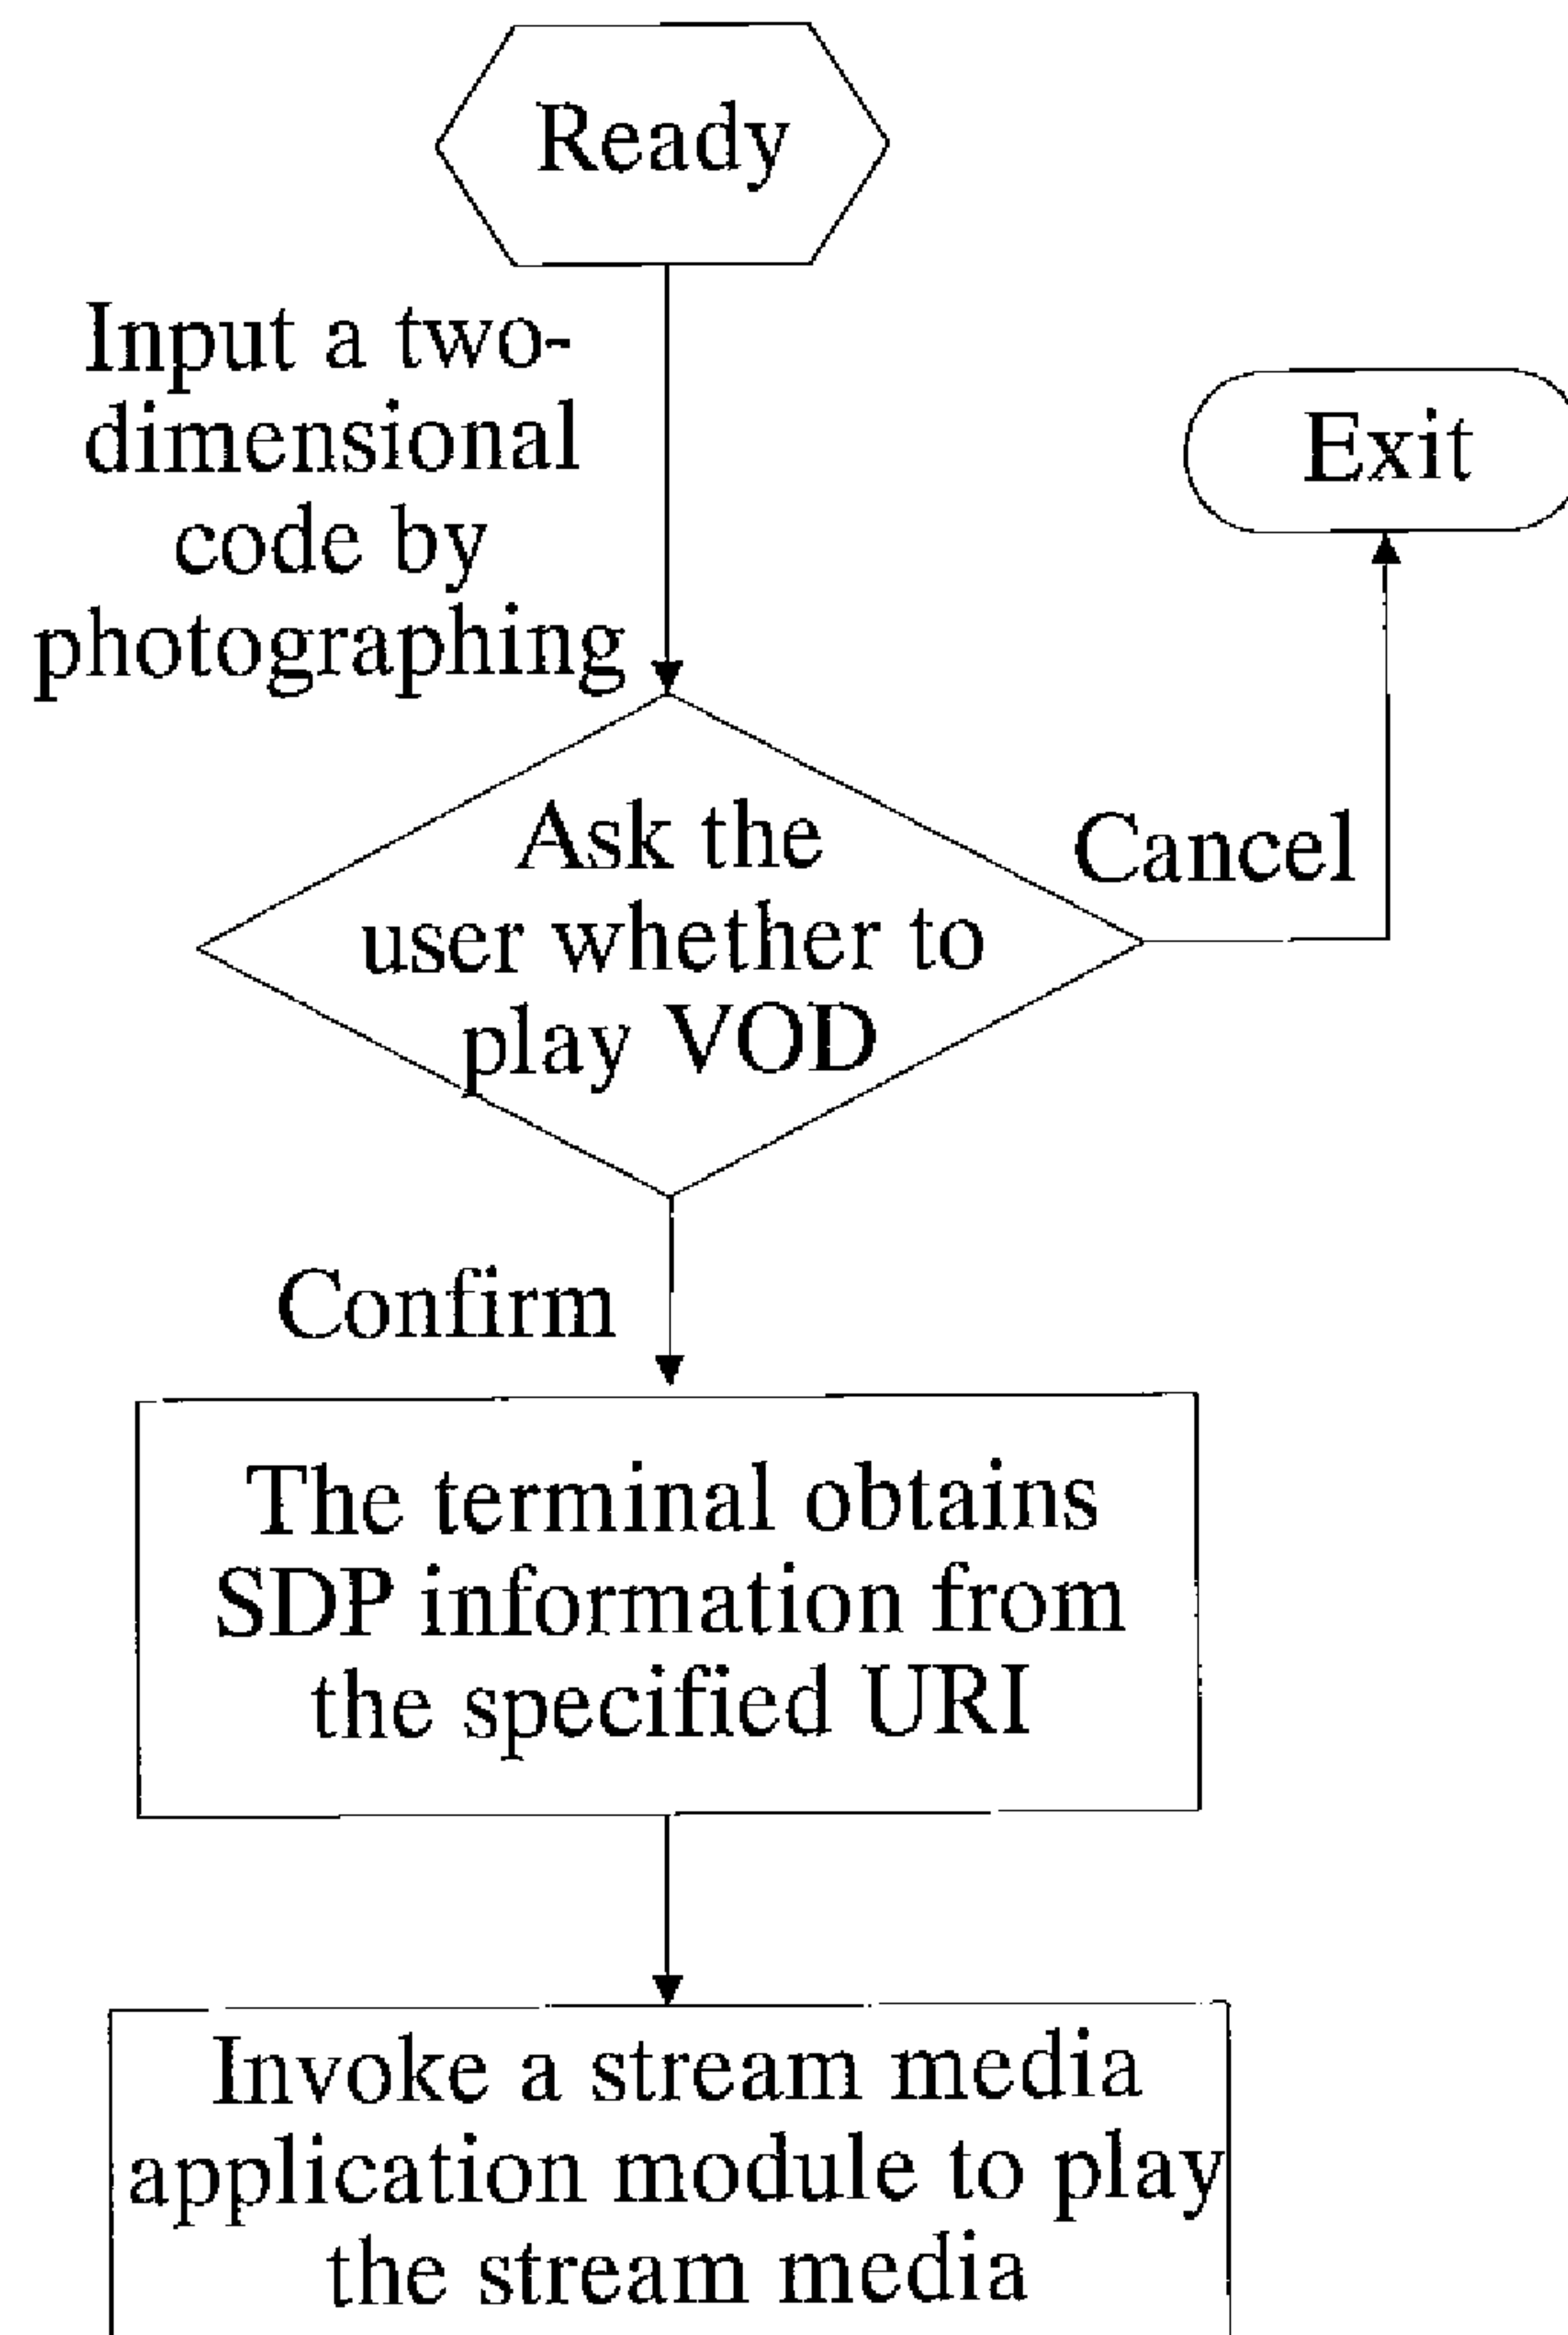 Ready
Input a two-
dimensional
code by
photographing
Exit
Ask the
user whether to
play VOD
Cancel
Confirm
The terminal obtains
SDP information from
the specified URI
Invoke a stream media
application module to play
the stream media